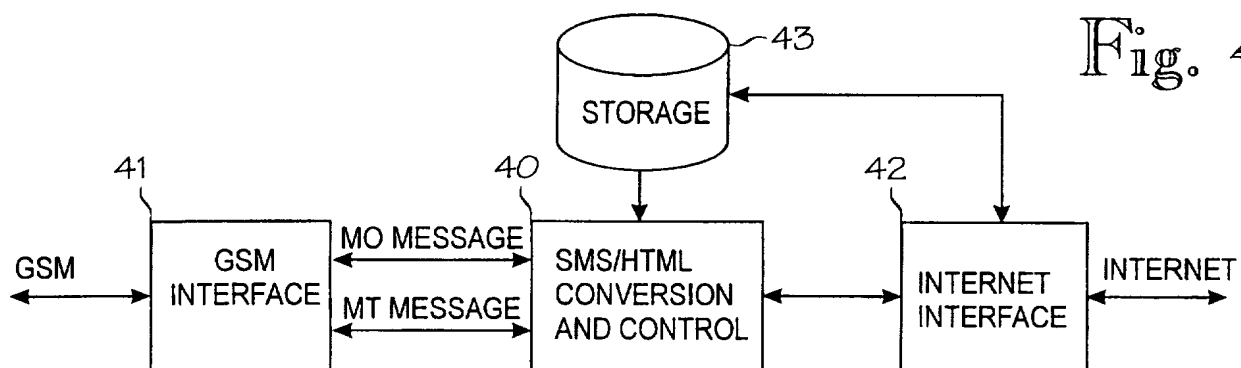 43
Fig. 4
STORAGE
41
40
42
GSM
GSM
INTERFACE
MO MESSAGE
MT MESSAGE
SMS/HTML
CONVERSION
AND CONTROL
INTERNET
INTERFACE
INTERNET